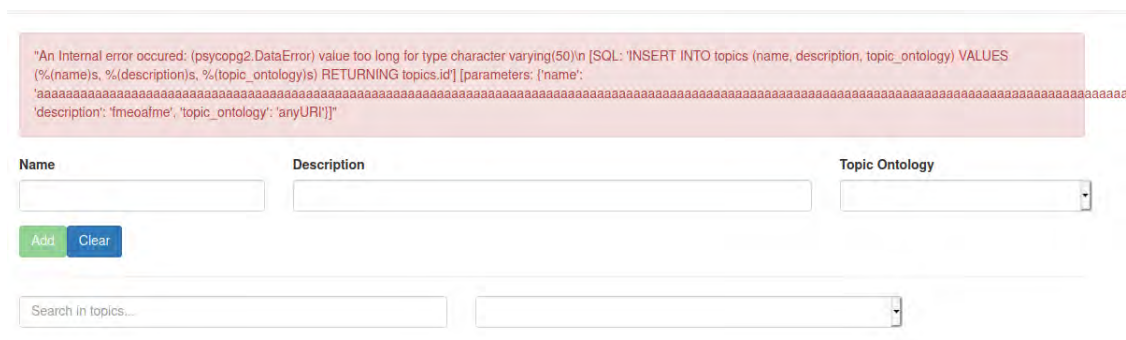 "An Internal error occured: (psycopg2.DataError) value too long for type character varying(50)\n [SQL: 'INSERT INTO topics (name, description, topic_ontology) VALUES
(%(name)s, %(description)s, %(topic_ontology)s) RETURNING topics.id'] [parameters: {'name':
'description': 'fmeoafme', 'topic_ontology': 'anyURI'}]"
Name Description Topic Ontology
Add Clear
Search in topics...